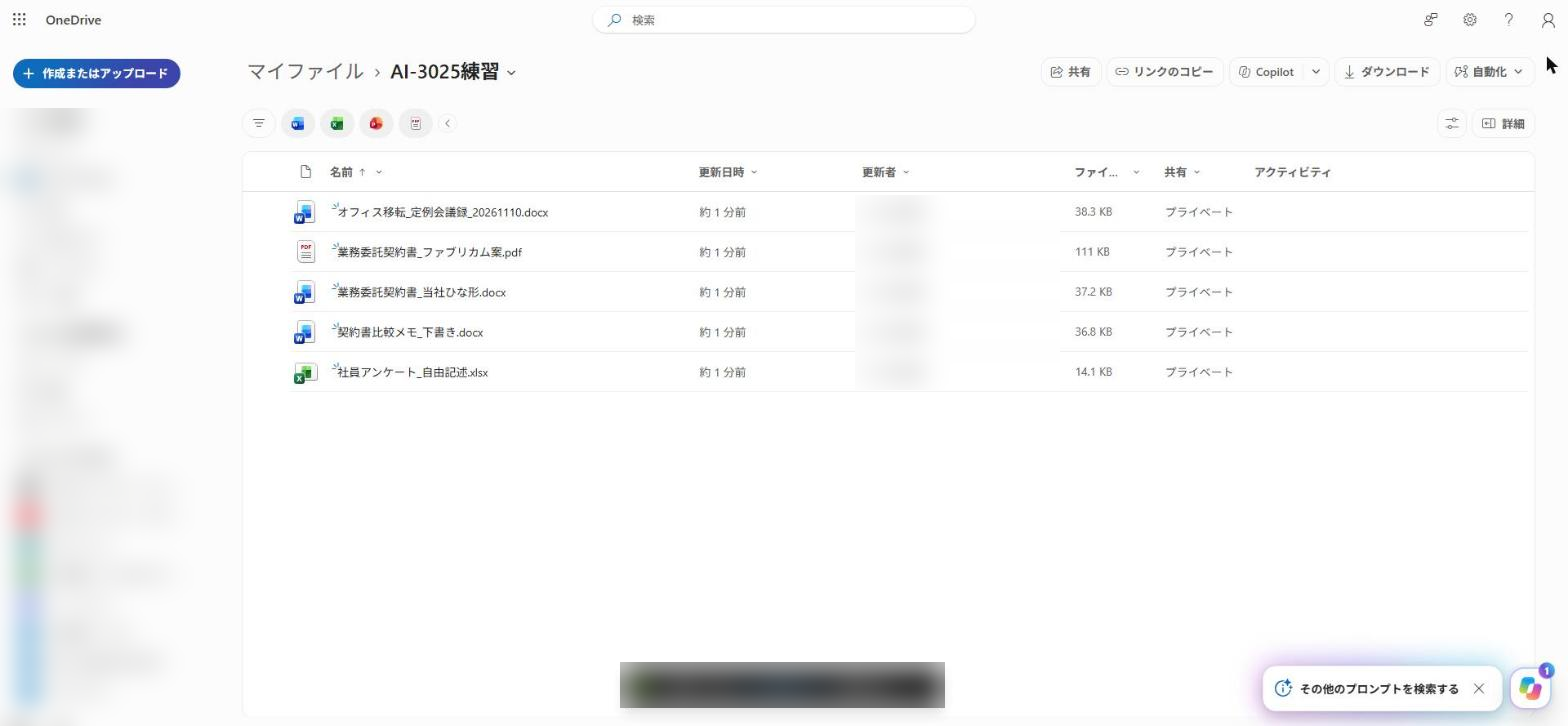 OneDrive
検索
作成またはアップロード
マイファイル > AI-3025練習
共有
リンクのコピー
Copilot
ダウンロード
自動化
詳細
名前 ↑ 更新日時 更新者 ファイ... 共有 アクティビティ
オフィス移転_定例会議録_20261110.docx 約 1 分前 38.3 KB プライベート
業務委託契約書_ファブリカム案.pdf 約 1 分前 111 KB プライベート
業務委託契約書_当社ひな形.docx 約 1 分前 37.2 KB プライベート
契約書比較メモ_下書き.docx 約 1 分前 36.8 KB プライベート
社員アンケート_自由記述.xlsx 約 1 分前 14.1 KB プライベート
その他のプロンプトを検索する
1